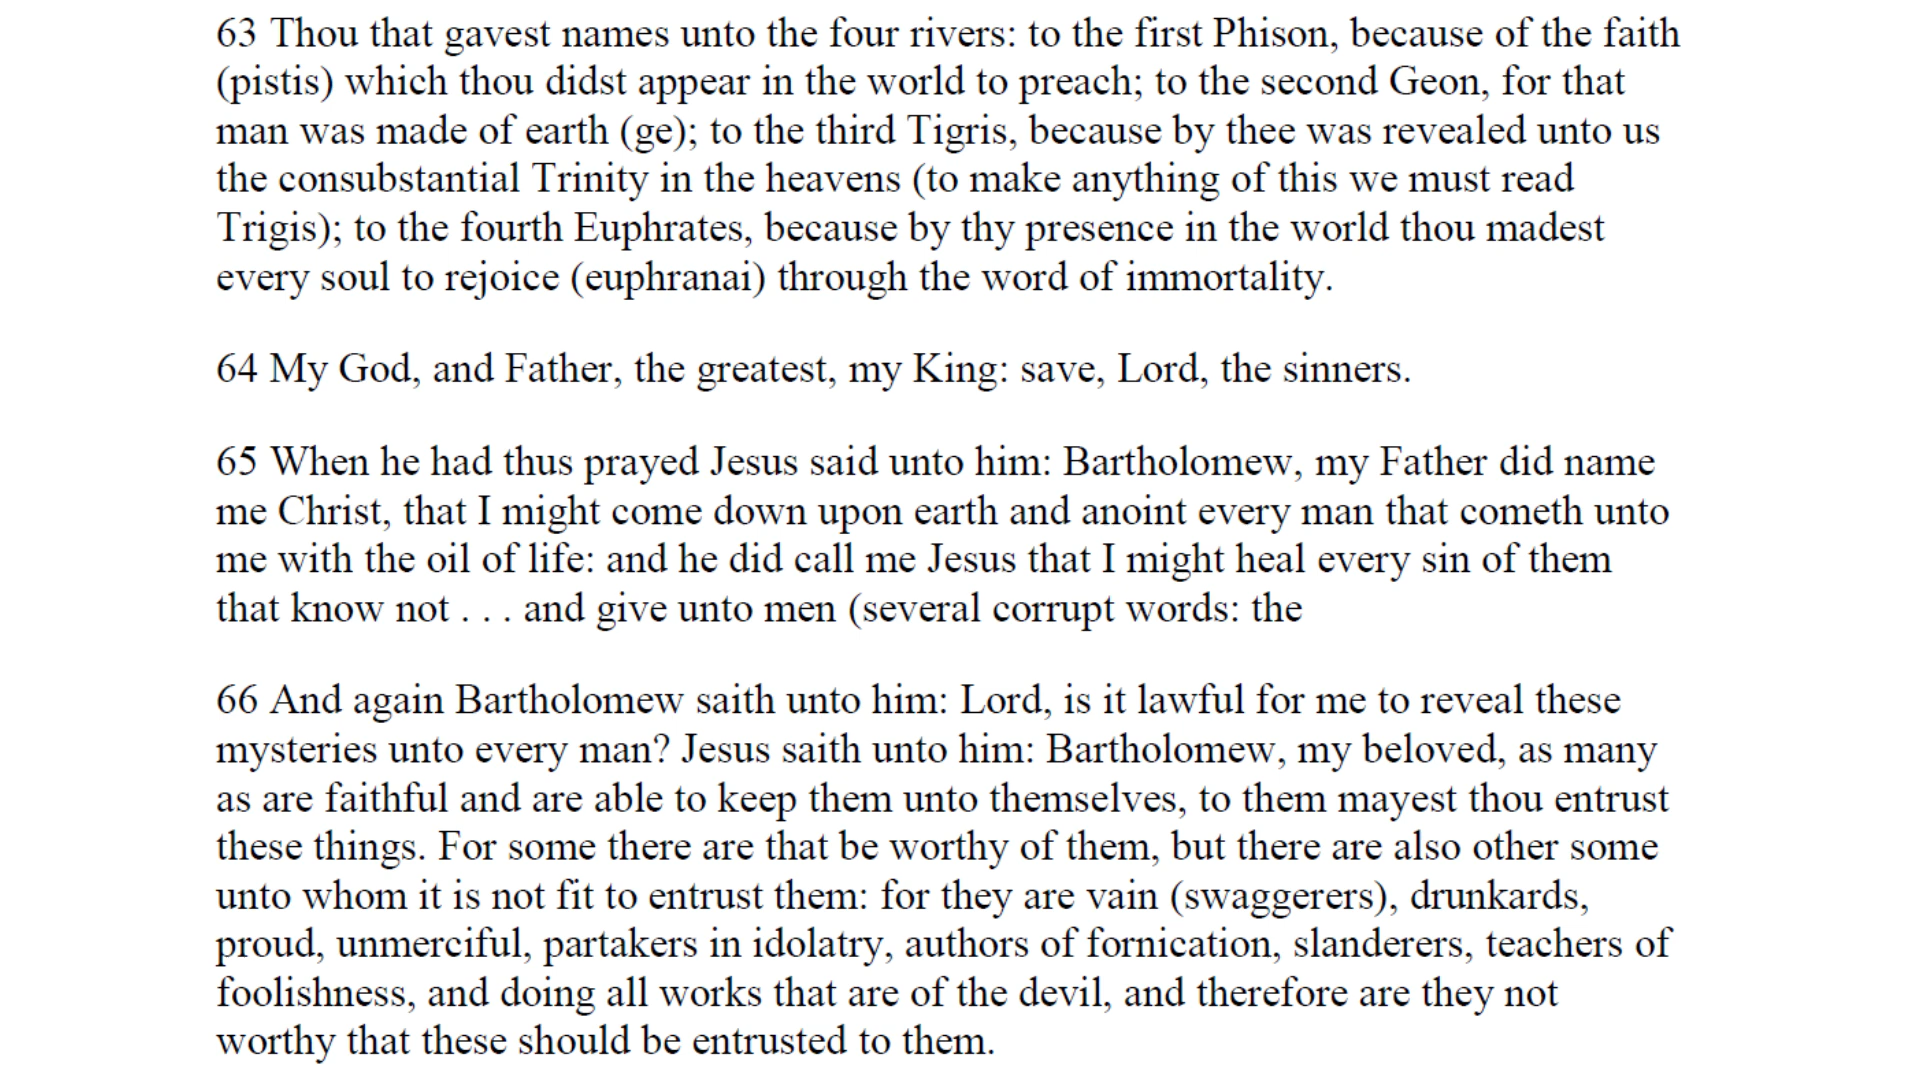 63 Thou that gavest names unto the four rivers: to the first Phison, because of the faith
(pistis) which thou didst appear in the world to preach; to the second Geon, for that
man was made of earth (ge); to the third Tigris, because by thee was revealed unto us
the consubstantial Trinity in the heavens (to make anything of this we must read
Trigis); to the fourth Euphrates, because by thy presence in the world thou madest
every soul to rejoice (euphranai) through the word of immortality.
64 My God, and Father, the greatest, my King: save, Lord, the sinners.
65 When he had thus prayed Jesus said unto him: Bartholomew, my Father did name
me Christ, that I might come down upon earth and anoint every man that cometh unto
me with the oil of life: and he did call me Jesus that I might heal every sin of them
that know not . . . and give unto men (several corrupt words: the
66 And again Bartholomew saith unto him: Lord, is it lawful for me to reveal these
mysteries unto every man? Jesus saith unto him: Bartholomew, my beloved, as many
as are faithful and are able to keep them unto themselves, to them mayest thou entrust
these things. For some there are that be worthy of them, but there are also other some
unto whom it is not fit to entrust them: for they are vain (swaggerers), drunkards,
proud, unmerciful, partakers in idolatry, authors of fornication, slanderers, teachers of
foolishness, and doing all works that are of the devil, and therefore are they not
worthy that these should be entrusted to them.